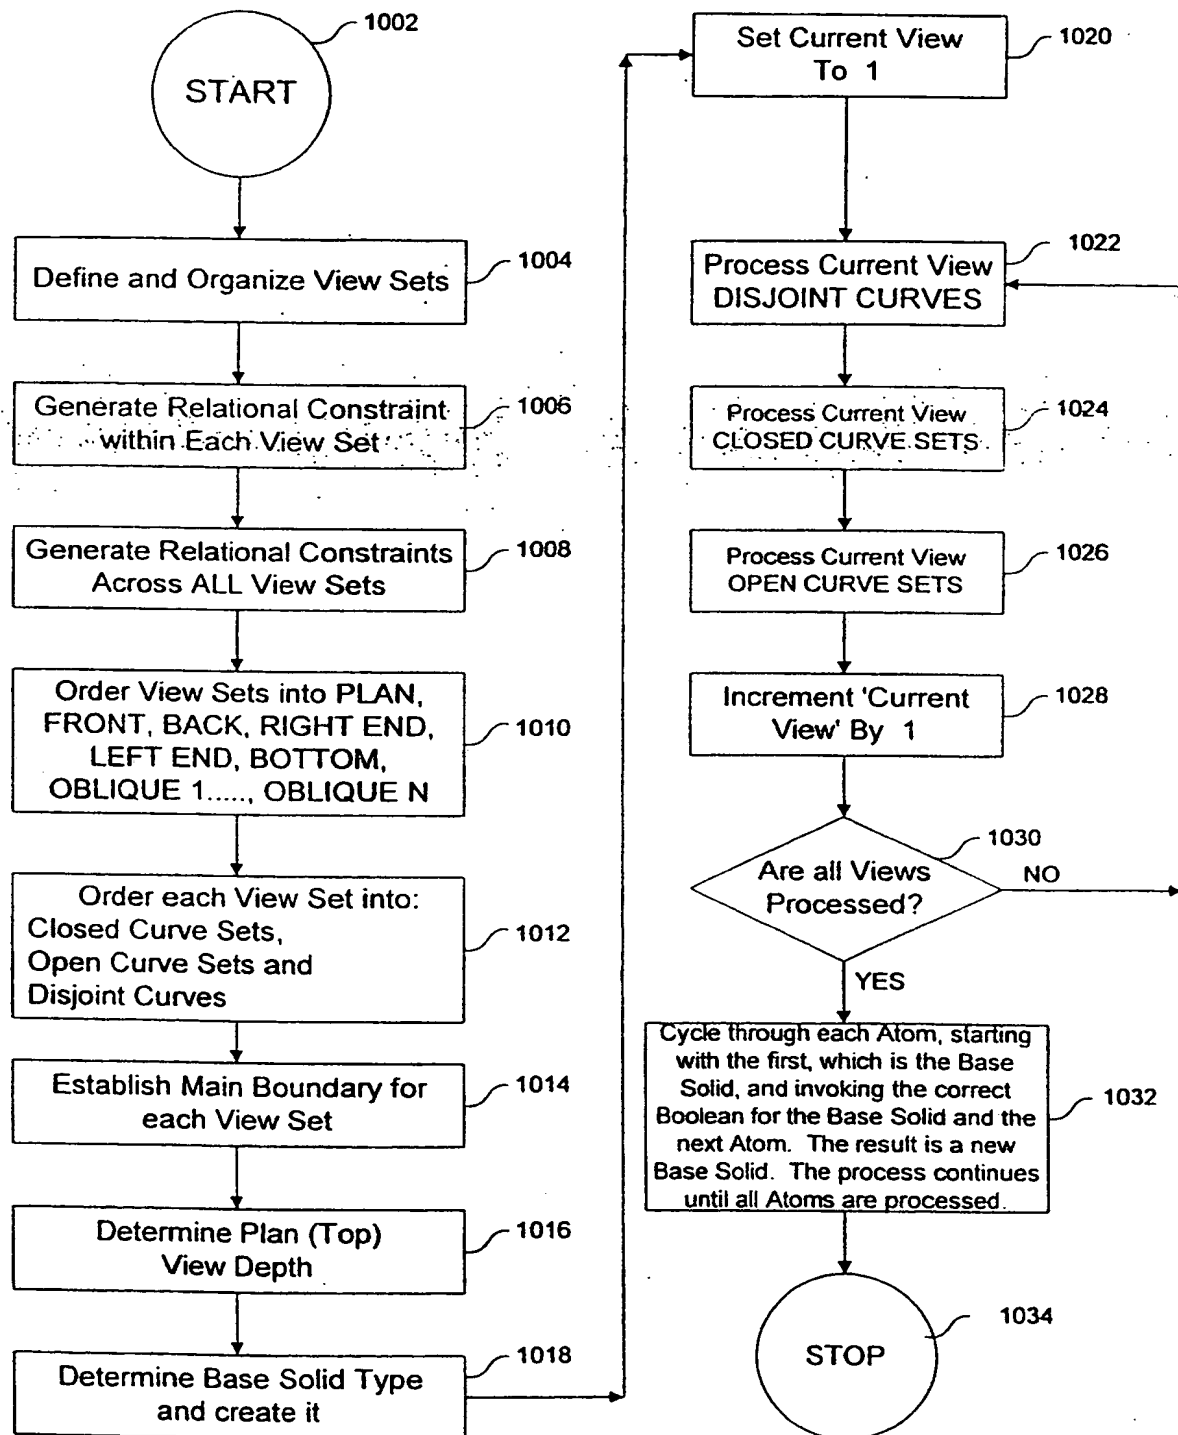 START
1002
Define and Organize View Sets
1004
Generate Relational Constraint
within Each View Set
1006
Generate Relational Constraints
Across ALL View Sets
1008
Order View Sets into PLAN,
FRONT, BACK, RIGHT END,
LEFT END, BOTTOM,
OBLIQUE 1....., OBLIQUE N
1010
Order each View Set into:
Closed Curve Sets,
Open Curve Sets and
Disjoint Curves
1012
Establish Main Boundary for
each View Set
1014
Determine Plan (Top)
View Depth
1016
Determine Base Solid Type
and create it
1018
Set Current View
To 1
1020
Process Current View
DISJOINT CURVES
1022
Process Current View
CLOSED CURVE SETS
1024
Process Current View
OPEN CURVE SETS
1026
Increment 'Current
View' By 1
1028
Are all Views
Processed?
1030
NO
YES
Cycle through each Atom, starting
with the first, which is the Base
Solid, and invoking the correct
Boolean for the Base Solid and the
next Atom. The result is a new
Base Solid. The process continues
until all Atoms are processed.
1032
STOP
1034